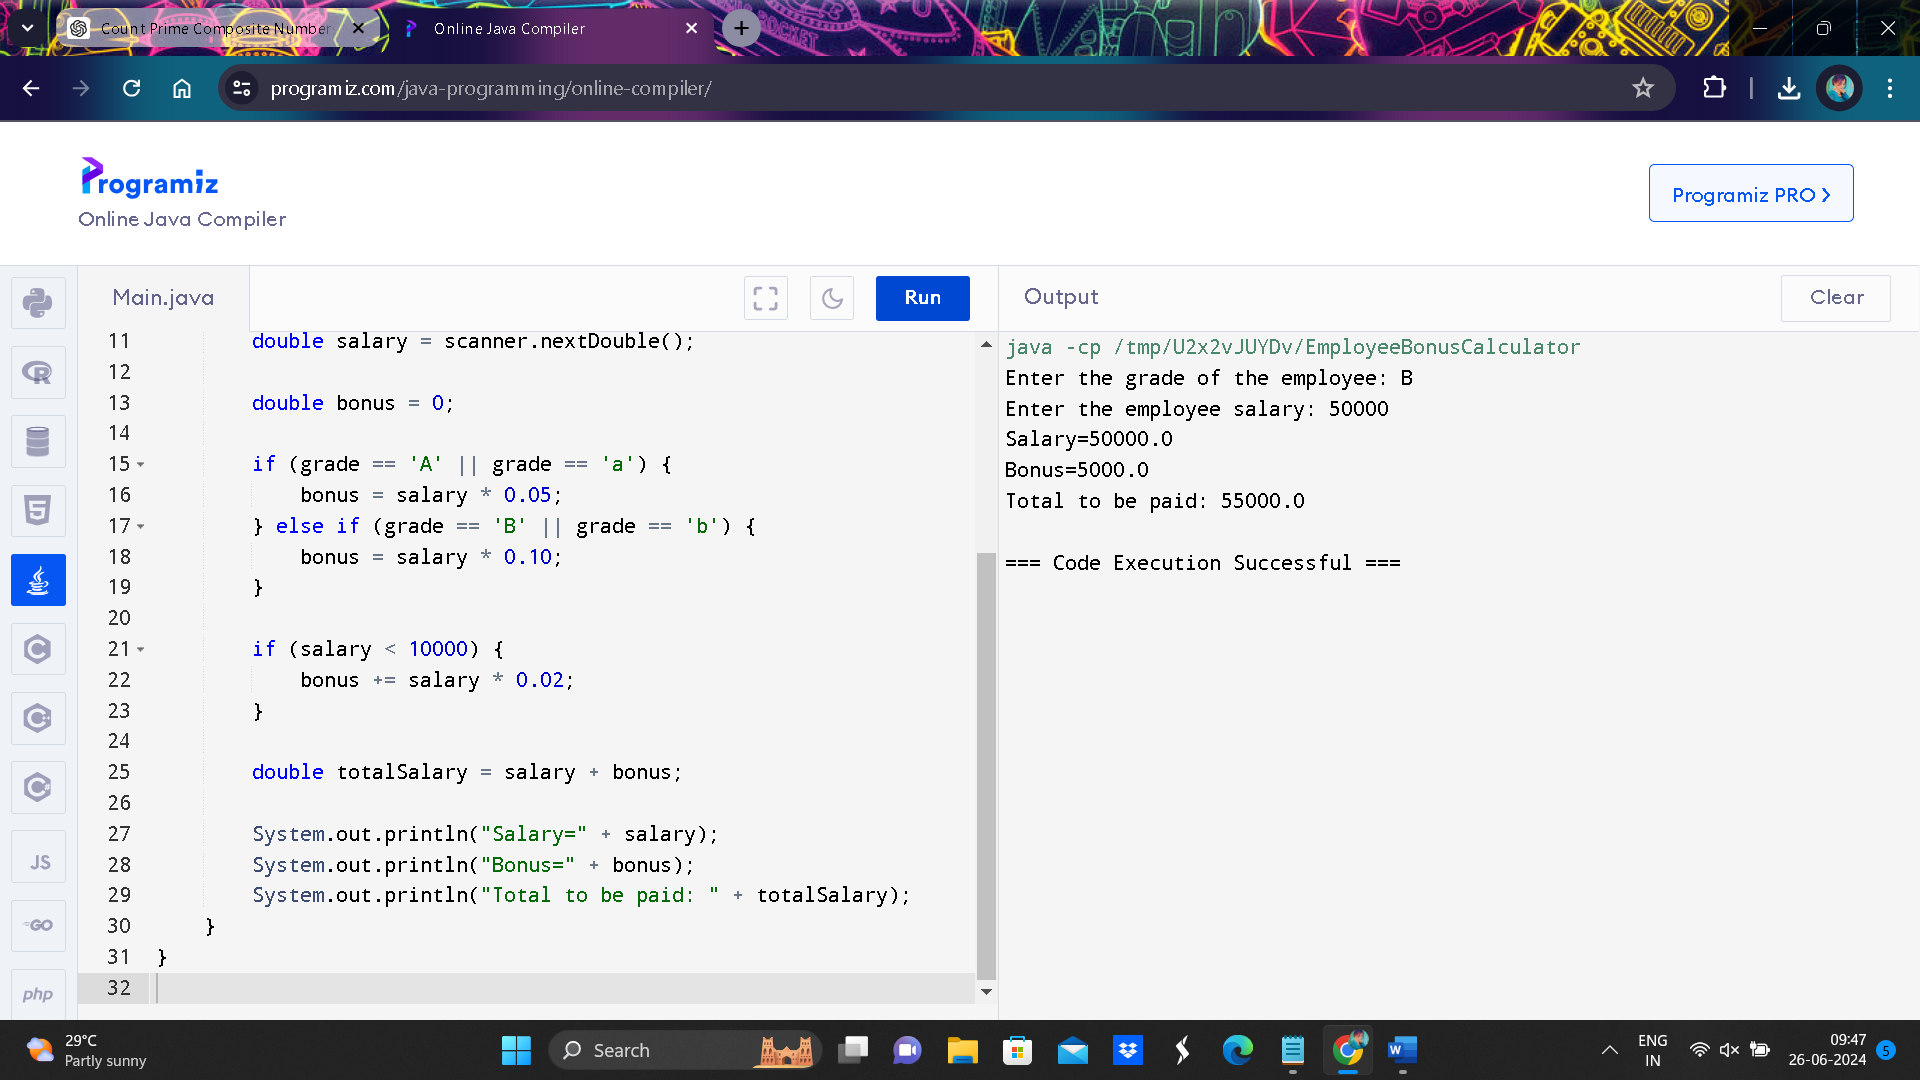 Count Prime Composite Number
Online Java Compiler
programiz.com/java-programming/online-compiler/
Programiz
Online Java Compiler
Programiz PRO
Main.java
Run
Output
Clear
11 double salary = scanner.nextDouble();
12
13 double bonus = 0;
14
15 if (grade == 'A' || grade == 'a') {
16 bonus = salary * 0.05;
17 } else if (grade == 'B' || grade == 'b') {
18 bonus = salary * 0.10;
19 }
20
21 if (salary < 10000) {
22 bonus += salary * 0.02;
23 }
24
25 double totalSalary = salary + bonus;
26
27 System.out.println("Salary=" + salary);
28 System.out.println("Bonus=" + bonus);
29 System.out.println("Total to be paid: " + totalSalary);
30 }
31 }
32
java -cp /tmp/U2x2vJUYDv/EmployeeBonusCalculator
Enter the grade of the employee: B
Enter the employee salary: 50000
Salary=50000.0
Bonus=5000.0
Total to be paid: 55000.0
=== Code Execution Successful ===
R
5
C
C
C
JS
GO
php
29°C
Partly sunny
Search
W
ENG
IN
09:47
26-06-2024
5